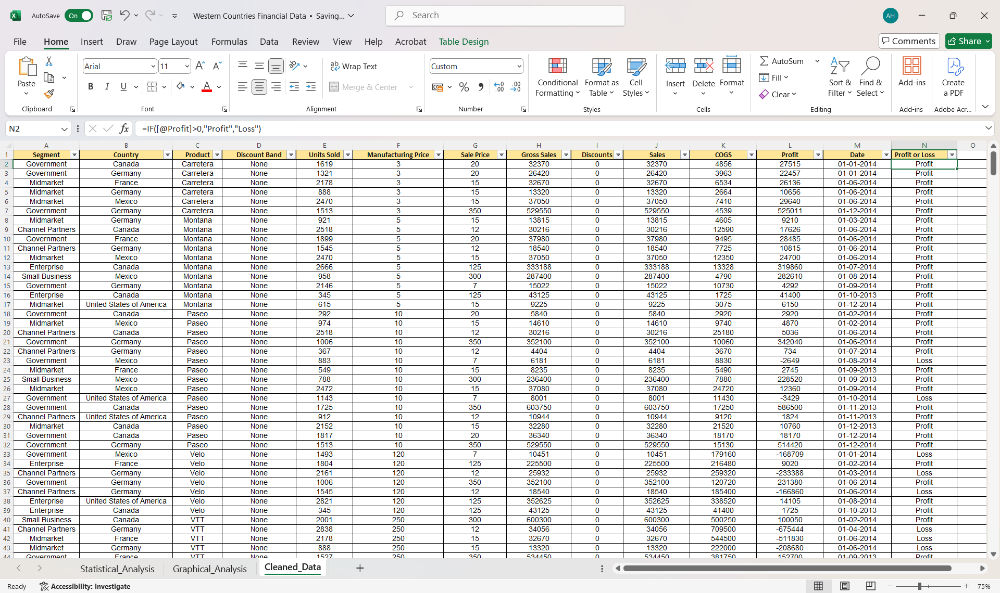 AutoSave On Western Countries Financial Data • Saving... Search AH
File Home Insert Draw Page Layout Formulas Data Review View Help Acrobat Table Design Comments Share
Paste Clipboard
Arial 11 B I U A Font
ab Wrap Text Merge & Center Alignment
Custom % Number
Conditional Formatting Format as Table Cell Styles Styles
Insert Delete Format Cells
AutoSum Fill Clear Sort & Filter Find & Select Editing
Add-ins Add-ins
Create a PDF Adobe Acr...
N2 fx =IF([@Profit]>0,"Profit","Loss")
A B C D E F G H I J K L M N O
1 Segment Country Product Discount Band Units Sold Manufacturing Price Sale Price Gross Sales Discounts Sales COGS Profit Date Profit or Loss
2 Government Canada Carretera None 1619 3 20 32370 0 32370 4856 27515 01-01-2014 Profit
3 Government Germany Carretera None 1321 3 20 26420 0 26420 3963 22457 01-01-2014 Profit
4 Midmarket France Carretera None 2178 3 15 32670 0 32670 6534 26136 01-06-2014 Profit
5 Midmarket Germany Carretera None 888 3 15 13320 0 13320 2664 10656 01-06-2014 Profit
6 Midmarket Mexico Carretera None 2470 3 15 37050 0 37050 7410 29640 01-06-2014 Profit
7 Government Germany Carretera None 1513 3 350 529550 0 529550 4539 525011 01-12-2014 Profit
8 Midmarket Germany Montana None 921 5 15 13815 0 13815 4605 9210 01-03-2014 Profit
9 Channel Partners Canada Montana None 2518 5 12 30216 0 30216 12590 17626 01-06-2014 Profit
10 Government France Montana None 1899 5 20 37980 0 37980 9495 28485 01-06-2014 Profit
11 Channel Partners Germany Montana None 1545 5 12 18540 0 18540 7725 10815 01-06-2014 Profit
12 Midmarket Mexico Montana None 2470 5 15 37050 0 37050 12350 24700 01-06-2014 Profit
13 Enterprise Canada Montana None 2666 5 125 333188 0 333188 13328 319860 01-07-2014 Profit
14 Small Business Mexico Montana None 958 5 300 287400 0 287400 4790 282610 01-08-2014 Profit
15 Government Germany Montana None 2146 5 7 15022 0 15022 10730 4292 01-09-2014 Profit
16 Enterprise Canada Montana None 345 5 125 43125 0 43125 1725 41400 01-10-2013 Profit
17 Midmarket United States of America Montana None 615 5 15 9225 0 9225 3075 6150 01-12-2014 Profit
18 Government Canada Paseo None 292 10 20 5840 0 5840 2920 2920 01-02-2014 Profit
19 Midmarket Mexico Paseo None 974 10 15 14610 0 14610 9740 4870 01-02-2014 Profit
20 Channel Partners Canada Paseo None 2518 10 12 30216 0 30216 25180 5036 01-06-2014 Profit
21 Government Germany Paseo None 1006 10 350 352100 0 352100 10060 342040 01-06-2014 Profit
22 Channel Partners Germany Paseo None 367 10 12 4404 0 4404 3670 734 01-07-2014 Profit
23 Government Mexico Paseo None 883 10 7 6181 0 6181 8830 -2649 01-08-2014 Loss
24 Midmarket France Paseo None 549 10 15 8235 0 8235 5490 2745 01-09-2013 Profit
25 Small Business Mexico Paseo None 788 10 300 236400 0 236400 7880 228520 01-09-2013 Profit
26 Midmarket Mexico Paseo None 2472 10 15 37080 0 37080 24720 12360 01-09-2014 Profit
27 Government United States of America Paseo None 1143 10 7 8001 0 8001 11430 -3429 01-10-2014 Loss
28 Government Canada Paseo None 1725 10 350 603750 0 603750 17250 586500 01-11-2013 Profit
29 Channel Partners United States of America Paseo None 912 10 12 10944 0 10944 9120 1824 01-11-2013 Profit
30 Midmarket Canada Paseo None 2152 10 15 32280 0 32280 21520 10760 01-12-2013 Profit
31 Government Canada Paseo None 1817 10 20 36340 0 36340 18170 18170 01-12-2014 Profit
32 Government Germany Paseo None 1513 10 350 529550 0 529550 15130 514420 01-12-2014 Profit
33 Government Mexico Velo None 1493 120 7 10451 0 10451 179160 -168709 01-01-2014 Loss
34 Enterprise France Velo None 1804 120 125 225500 0 225500 216480 9020 01-02-2014 Profit
35 Channel Partners Germany Velo None 2161 120 12 25932 0 25932 259320 -233388 01-03-2014 Loss
36 Government Germany Velo None 1006 120 350 352100 0 352100 120720 231380 01-06-2014 Profit
37 Channel Partners Germany Velo None 1545 120 12 18540 0 18540 185400 -166860 01-06-2014 Loss
38 Enterprise United States of America Velo None 2821 120 125 352625 0 352625 338520 14105 01-08-2014 Profit
39 Enterprise Canada Velo None 345 120 125 43125 0 43125 41400 1725 01-10-2013 Profit
40 Small Business Canada VTT None 2001 250 300 600300 0 600300 500250 100050 01-02-2014 Profit
41 Channel Partners Germany VTT None 2838 250 12 34056 0 34056 709500 -675444 01-04-2014 Loss
42 Midmarket France VTT None 2178 250 15 32670 0 32670 544500 -511830 01-06-2014 Loss
43 Midmarket Germany VTT None 888 250 15 13320 0 13320 222000 -208680 01-06-2014 Loss
44 Government France VTT None 1527 250 350 534450 0 534450 381750 152700 01-09-2013 Profit
Statistical_Analysis Graphical_Analysis Cleaned_Data
Ready Accessibility: Investigate 75%